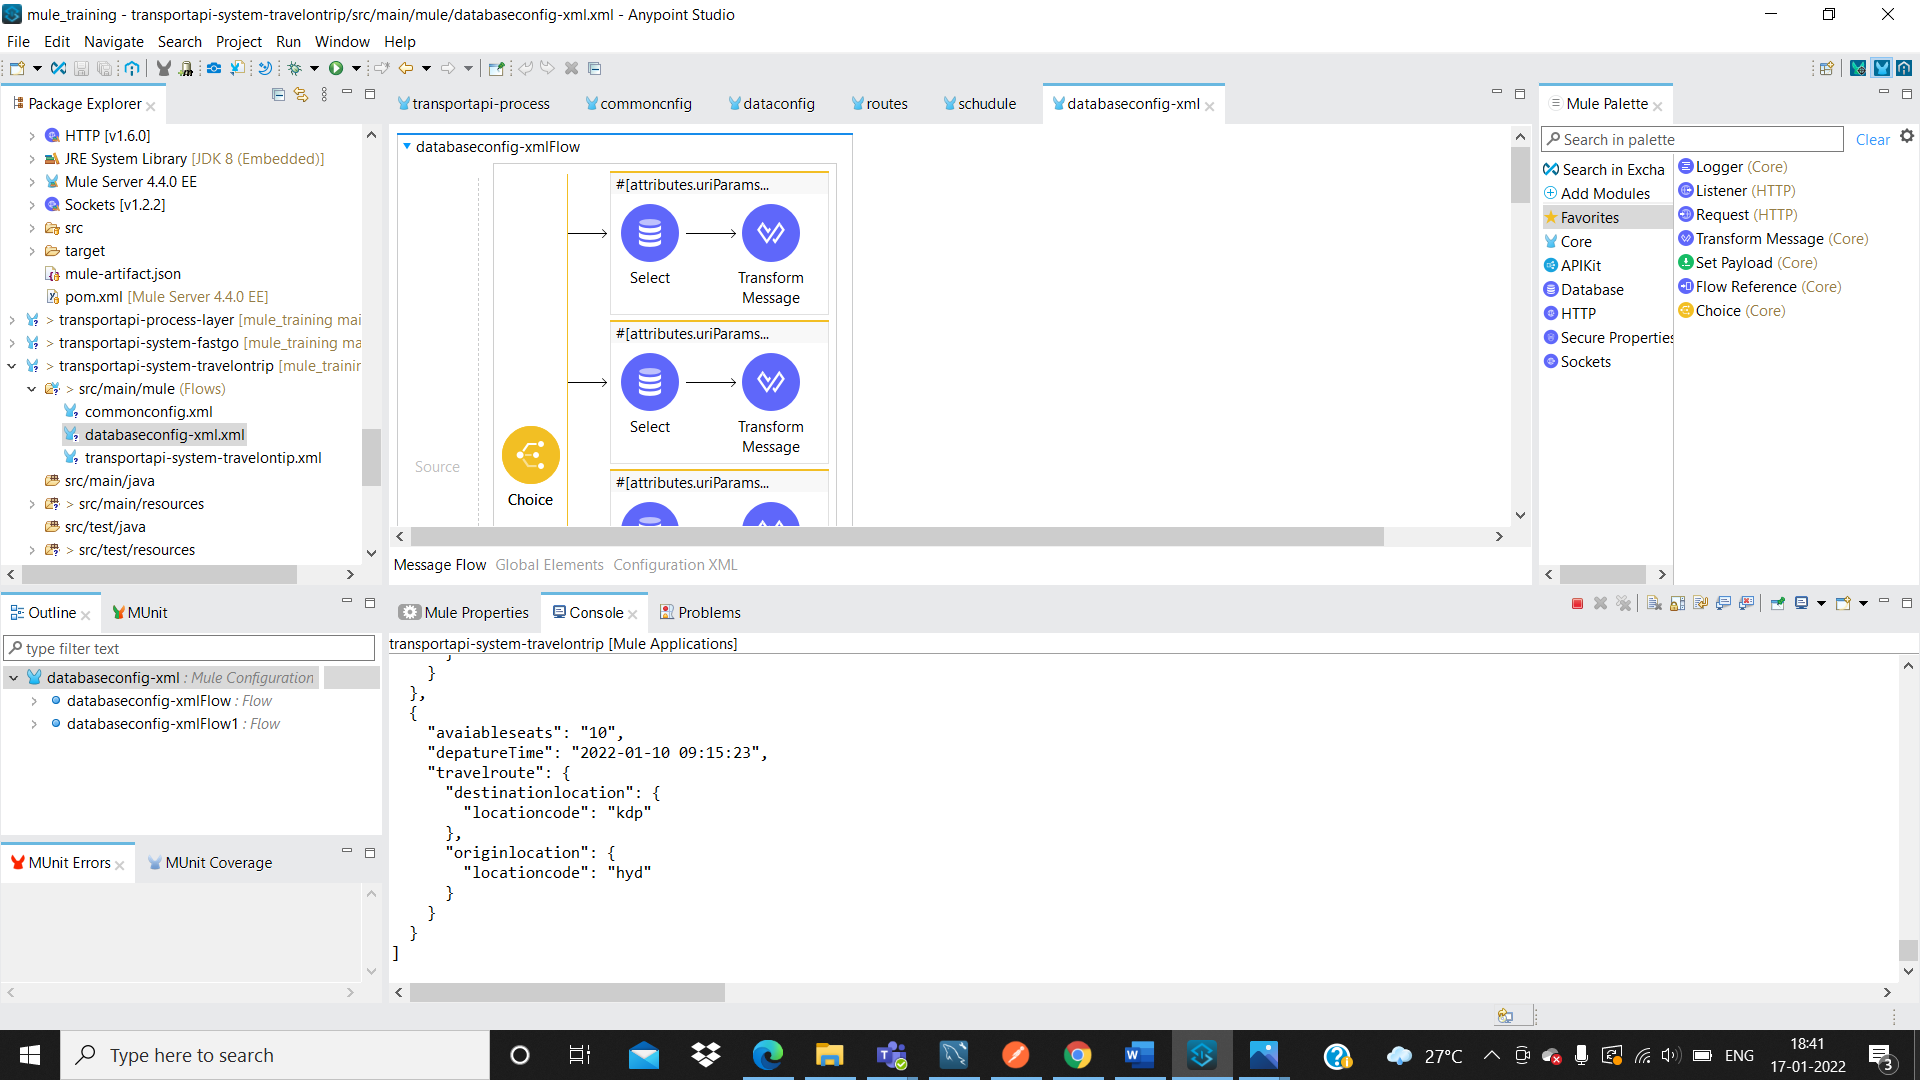 mule_training - transportapi-system-travelontrip/src/main/mule/databaseconfig-xml.xml - Anypoint Studio
File Edit Navigate Search Project Run Window Help
Package Explorer
HTTP [v1.6.0]
JRE System Library [JDK 8 (Embedded)]
Mule Server 4.4.0 EE
Sockets [v1.2.2]
src
target
mule-artifact.json
pom.xml [Mule Server 4.4.0 EE]
> transportapi-process-layer [mule_training mai
> transportapi-system-fastgo [mule_training ma
> transportapi-system-travelontrip [mule_trainir
> src/main/mule (Flows)
commonconfig.xml
databaseconfig-xml.xml
transportapi-system-travelontip.xml
src/main/java
> src/main/resources
src/test/java
> src/test/resources
transportapi-process commoncnfig dataconfig routes schudule databaseconfig-xml
databaseconfig-xmlFlow
#[attributes.uriParams...
Select
Transform
Message
#[attributes.uriParams...
Select
Transform
Message
Source
Choice
#[attributes.uriParams...
Message Flow Global Elements Configuration XML
Mule Palette
Search in palette
Clear
Search in Excha
Add Modules
Favorites
Core
APIKit
Database
HTTP
Secure Properties
Sockets
Logger (Core)
Listener (HTTP)
Request (HTTP)
Transform Message (Core)
Set Payload (Core)
Flow Reference (Core)
Choice (Core)
Outline MUnit
type filter text
databaseconfig-xml : Mule Configuration
databaseconfig-xmlFlow : Flow
databaseconfig-xmlFlow1 : Flow
MUnit Errors MUnit Coverage
Mule Properties Console Problems
transportapi-system-travelontrip [Mule Applications]
}
}
},
{
"avaiableseats": "10",
"depatureTime": "2022-01-10 09:15:23",
"travelroute": {
"destinationlocation": {
"locationcode": "kdp"
},
"originlocation": {
"locationcode": "hyd"
}
}
}
]
Type here to search
27°C
ENG
18:41
17-01-2022
3